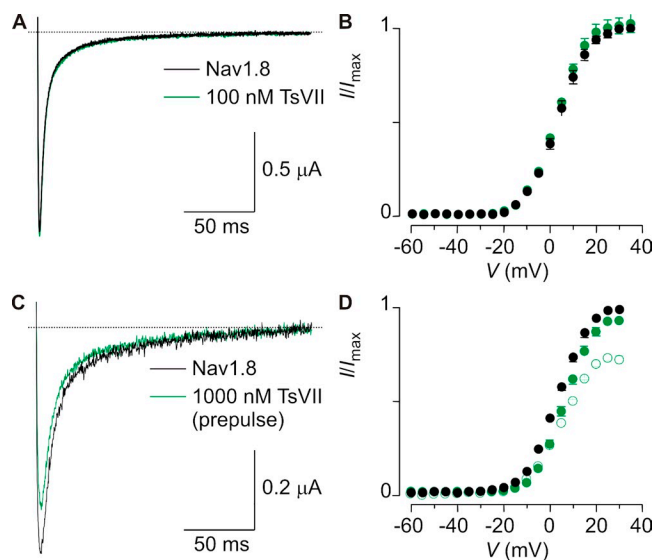 A
Nav1.8
100 nM TsVII
0.5 µA
50 ms
B
I/Imax
1
0
-60 -40 -20 0 20 40
V (mV)
C
Nav1.8
1000 nM TsVII
(prepulse)
0.2 µA
50 ms
D
I/Imax
1
0
-60 -40 -20 0 20 40
V (mV)